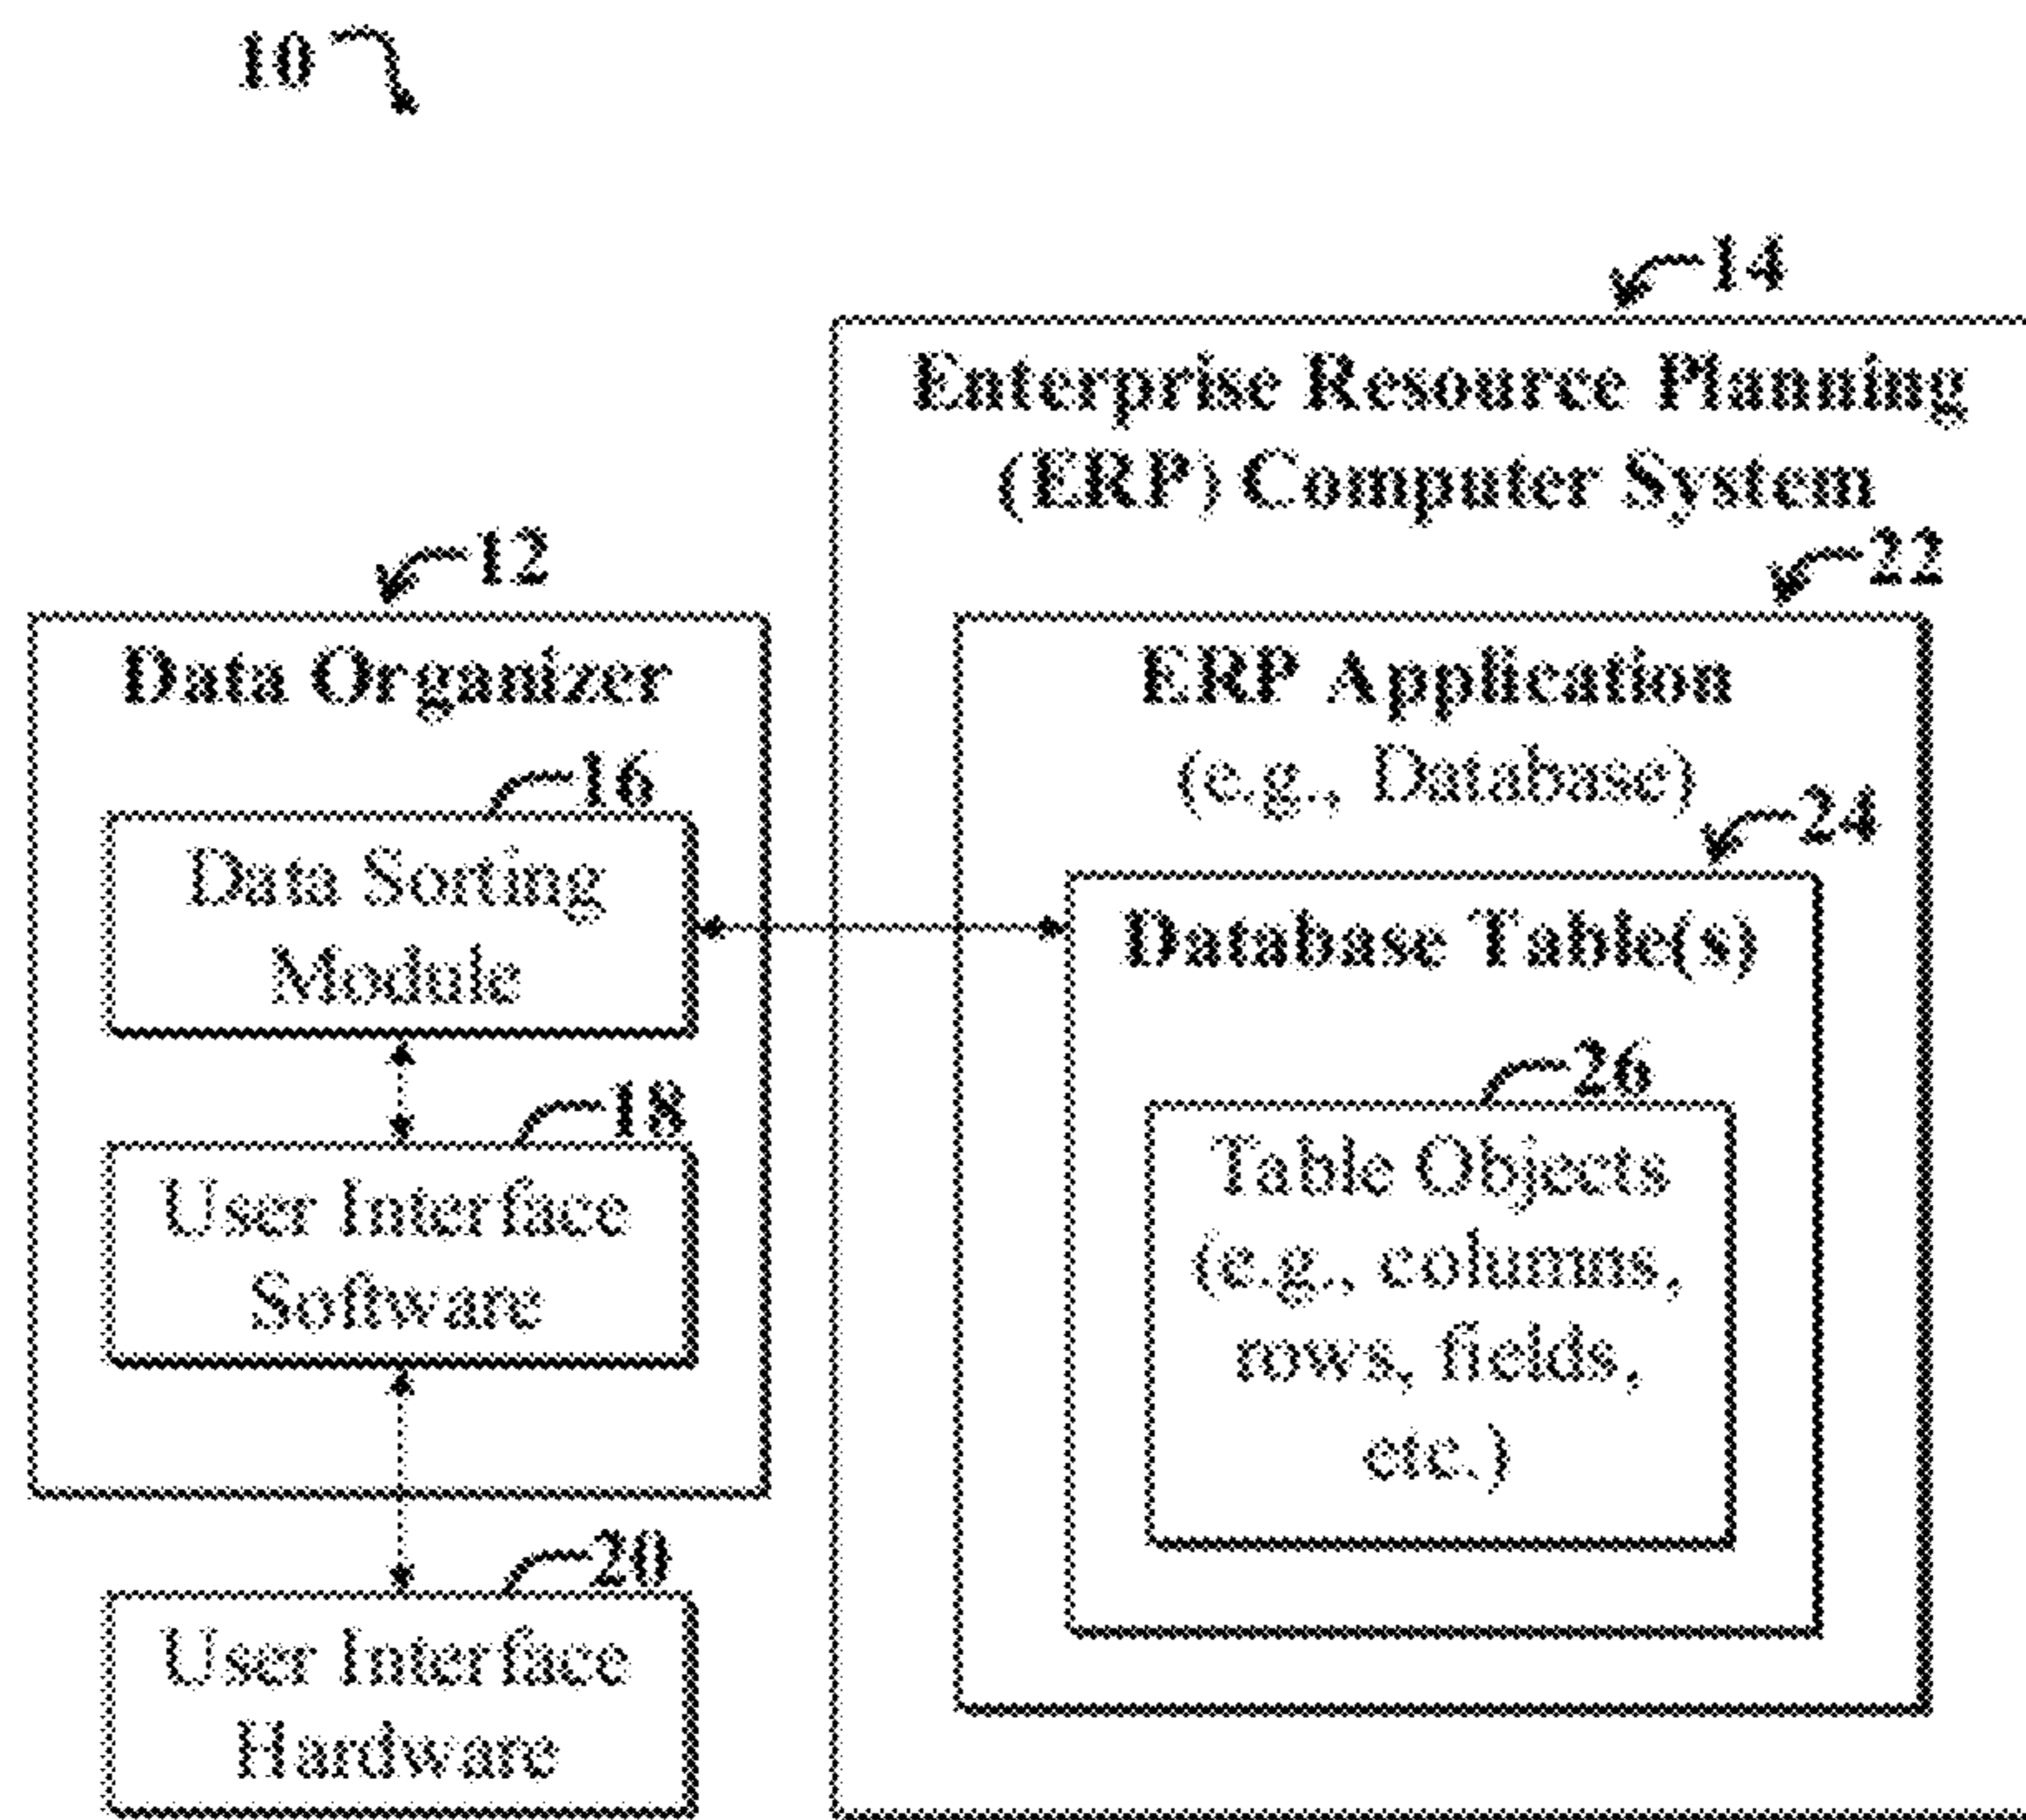 10
14
Enterprise Resource Planning
(ERP) Computer System
12
22
Data Organizer
ERP Application
(e.g., Database)
16
24
Data Sorting
Module
Database Table(s)
26
18
Table Objects
(e.g., columns,
rows, fields,
etc.)
User Interface
Software
20
User Interface
Hardware